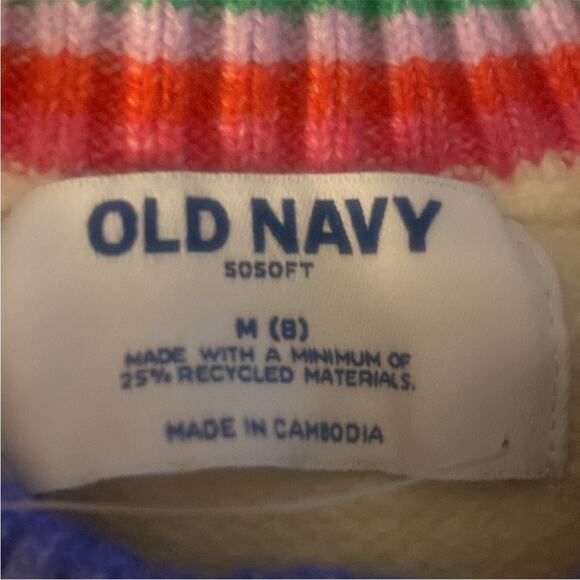 OLD NAVY
SOSOFT
M (8)
MADE WITH A MINIMUM OF
25% RECYCLED MATERIALS.
MADE IN CAMBODIA